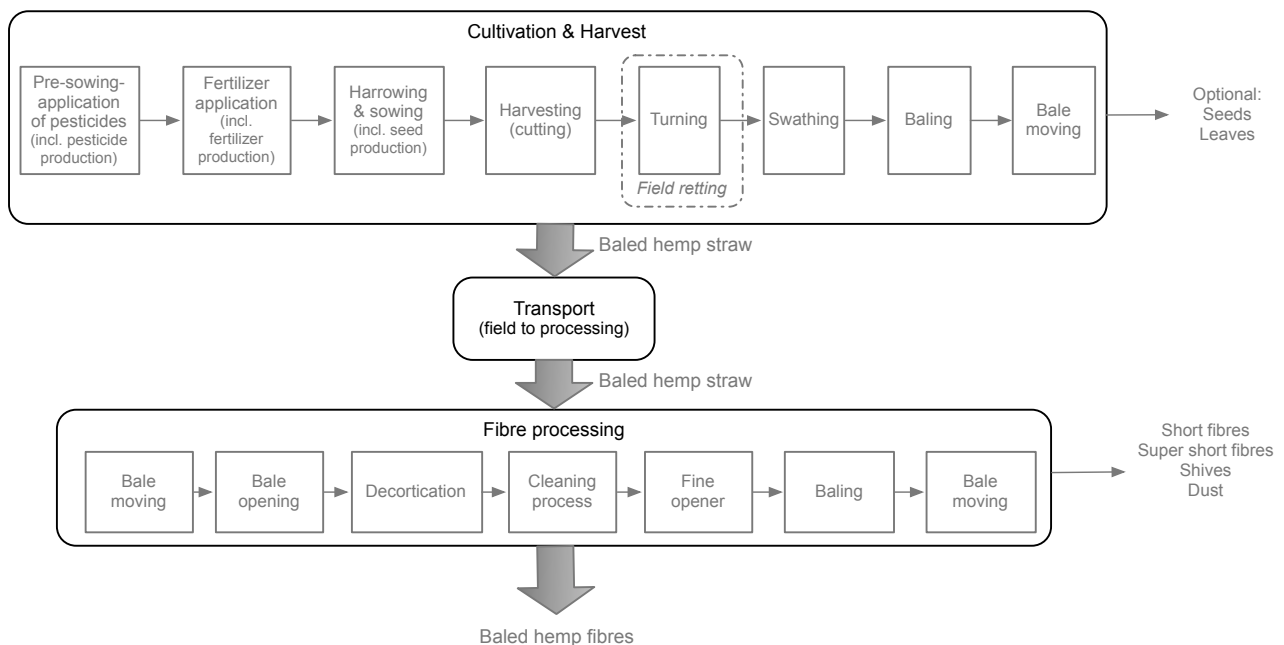 Cultivation & Harvest
Pre-sowing-
application
of pesticides
(incl. pesticide
production)
Fertilizer
application
(incl.
fertilizer
production)
Harrowing
& sowing
(incl. seed
production)
Harvesting
(cutting)
Turning
Field retting
Swathing
Baling
Bale
moving
Optional:
Seeds
Leaves
Baled hemp straw
Transport
(field to processing)
Baled hemp straw
Fibre processing
Bale
moving
Bale
opening
Decortication
Cleaning
process
Fine
opener
Baling
Bale
moving
Short fibres
Super short fibres
Shives
Dust
Baled hemp fibres